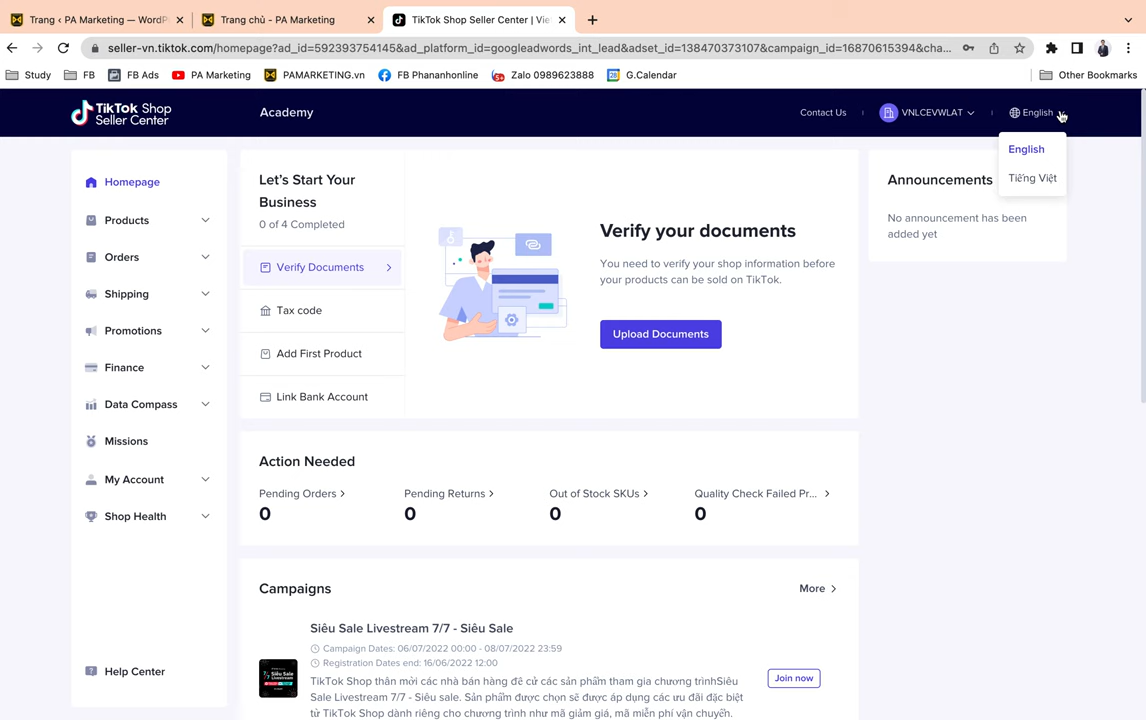 Trang ‹ PA Marketing — WordP
Trang chủ - PA Marketing
TikTok Shop Seller Center | Vie
seller-vn.tiktok.com/homepage?ad_id=592393754145&ad_platform_id=googleadwords_int_lead&adset_id=138470373107&campaign_id=16870615394&cha...
Study
FB
FB Ads
PA Marketing
PAMARKETING.vn
FB Phananhonline
Zalo 0989623888
G.Calendar
Other Bookmarks
TikTok Shop
Seller Center
Academy
Contact Us
VNLCEVWLAT
English
English
Tiếng Việt
Homepage
Products
Orders
Shipping
Promotions
Finance
Data Compass
Missions
My Account
Shop Health
Help Center
Let's Start Your
Business
0 of 4 Completed
Verify Documents
Tax code
Add First Product
Link Bank Account
Verify your documents
You need to verify your shop information before
your products can be sold on TikTok.
Upload Documents
Announcements
No announcement has been
added yet
Action Needed
Pending Orders
0
Pending Returns
0
Out of Stock SKUs
0
Quality Check Failed Pr...
0
Campaigns
More
Siêu Sale Livestream 7/7 - Siêu Sale
Campaign Dates: 06/07/2022 00:00 - 08/07/2022 23:59
Registration Dates end: 16/06/2022 12:00
TikTok Shop thân mời các nhà bán hàng đề cử các sản phẩm tham gia chương trìnhSiêu
Sale Livestream 7/7 - Siêu sale. Sản phẩm được chọn sẽ được áp dụng các ưu đãi đặc biệt
từ TikTok Shop dành riêng cho chương trình như mã giảm giá, mã miễn phí vận chuyển.
Join now
Siêu Sale
Livestream